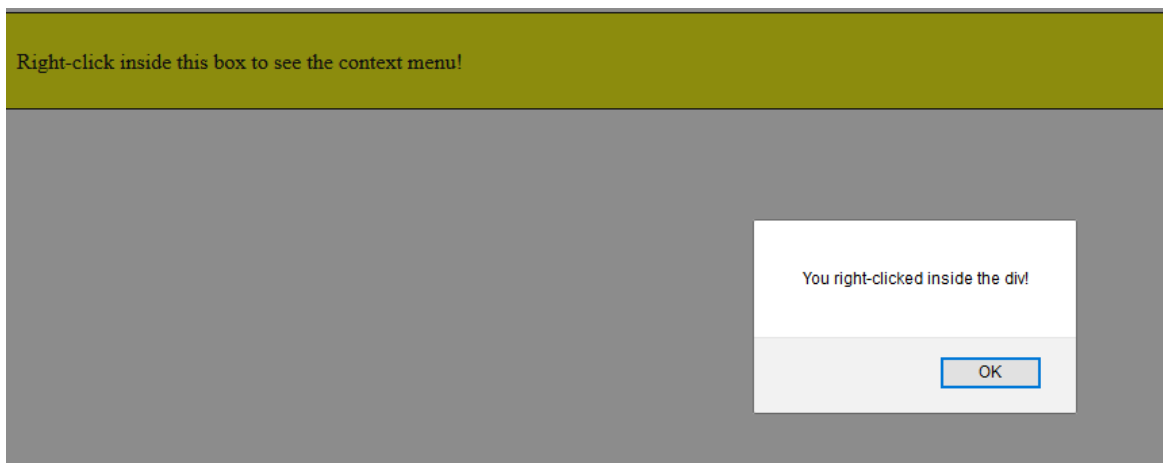 Right-click inside this box to see the context menu!
You right-clicked inside the div!
OK